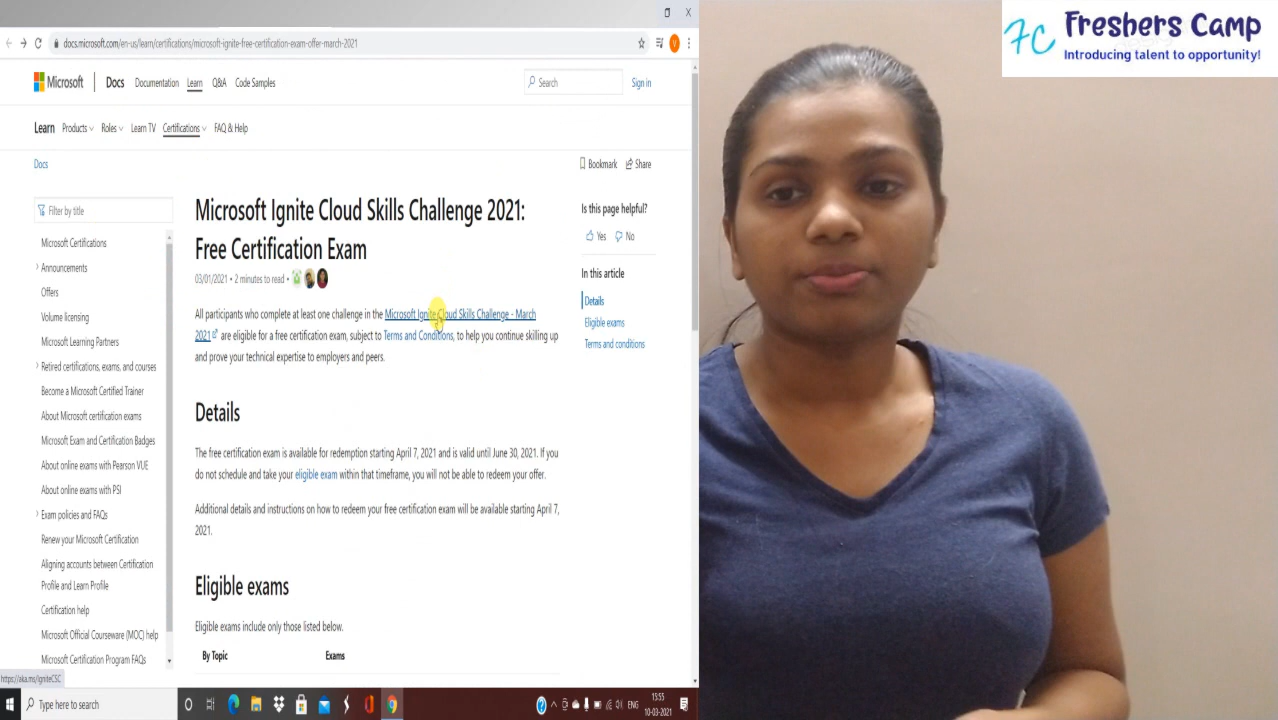 docs.microsoft.com/en-us/learn/certifications/microsoft-ignite-free-certification-exam-offer-march-2021
V
Freshers Camp
FC
Introducing talent to opportunity!
Microsoft
Docs
Documentation
Learn
Q&A
Code Samples
Search
Sign in
Learn
Products
Roles
Learn TV
Certifications
FAQ & Help
Docs
Bookmark
Share
Filter by title
Microsoft Certifications
Announcements
Offers
Volume licensing
Microsoft Learning Partners
Retired certifications, exams, and courses
Become a Microsoft Certified Trainer
About Microsoft certification exams
Microsoft Exam and Certification Badges
About online exams with Pearson VUE
About online exams with PSI
Exam policies and FAQs
Renew your Microsoft Certification
Aligning accounts between Certification
Profile and Learn Profile
Certification help
Microsoft Official Courseware (MOC) help
Microsoft Certification Program FAQs
Microsoft Ignite Cloud Skills Challenge 2021:
Free Certification Exam
03/01/2021 • 2 minutes to read •
All participants who complete at least one challenge in the Microsoft Ignite Cloud Skills Challenge - March
2021 are eligible for a free certification exam, subject to Terms and Conditions, to help you continue skilling up
and prove your technical expertise to employers and peers.
Details
The free certification exam is available for redemption starting April 7, 2021 and is valid until June 30, 2021. If you
do not schedule and take your eligible exam within that timeframe, you will not be able to redeem your offer.
Additional details and instructions on how to redeem your free certification exam will be available starting April 7,
2021.
Eligible exams
Eligible exams include only those listed below.
By Topic
Exams
Is this page helpful?
Yes
No
In this article
Details
Eligible exams
Terms and conditions
https://aka.ms/IgniteCSC
Type here to search
ENG
15:55
10-03-2021